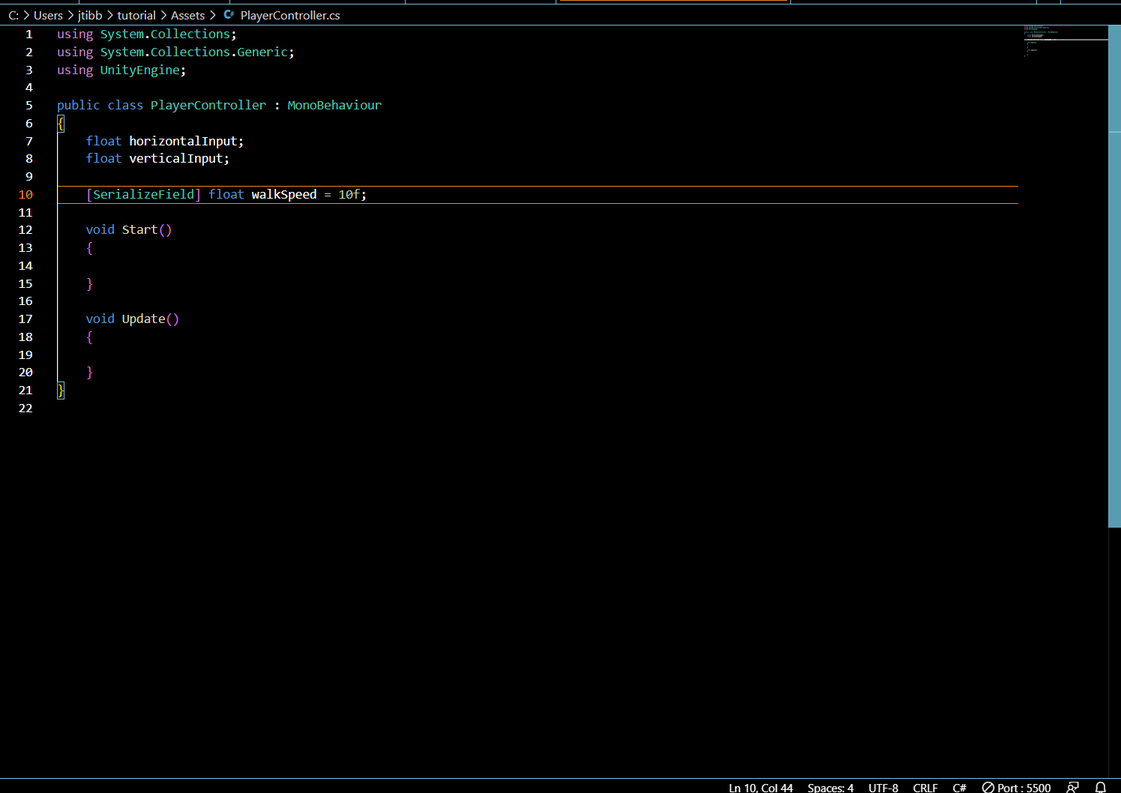 C: > Users > jtibb > tutorial > Assets > PlayerController.cs
1 using System.Collections;
2 using System.Collections.Generic;
3 using UnityEngine;
4
5 public class PlayerController : MonoBehaviour
6 {
7     float horizontalInput;
8     float verticalInput;
9
10     [SerializeField] float walkSpeed = 10f;
11
12     void Start()
13     {
14
15     }
16
17     void Update()
18     {
19
20     }
21 }
22
Ln 10, Col 44 Spaces: 4 UTF-8 CRLF C# Port : 5500